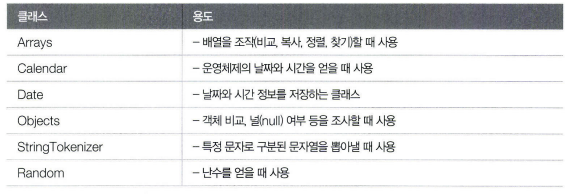 클래스 용도
Arrays – 배열을 조작(비교, 복사, 정렬, 찾기)할 때 사용
Calendar – 운영체제의 날짜와 시간을 얻을 때 사용
Date – 날짜와 시간 정보를 저장하는 클래스
Objects – 객체 비교, 널(null) 여부 등을 조사할 때 사용
StringTokenizer – 특정 문자로 구분된 문자열을 뽑아낼 때 사용
Random – 난수를 얻을 때 사용